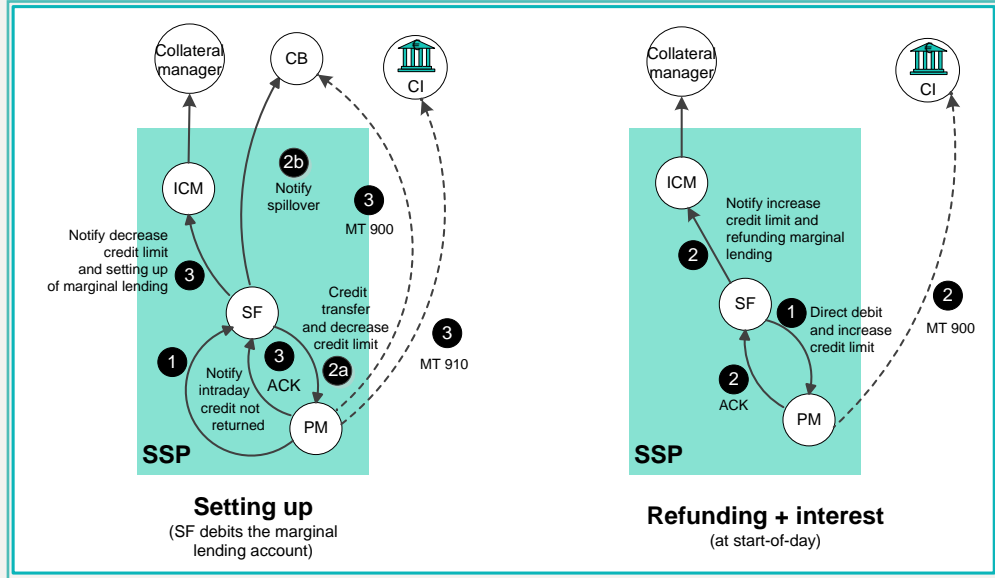 Collateral
manager
CB
CI
ICM
2b
Notify
spillover
3
MT 900
Notify decrease
credit limit
and setting up
of marginal lending
3
SF
Credit
transfer
and decrease
credit limit
1
3
ACK
2a
3
MT 910
Notify
intraday
credit not
returned
PM
SSP
Setting up
(SF debits the marginal
lending account)
Collateral
manager
CI
ICM
Notify increase
credit limit and
refunding marginal
lending
2
SF
1
Direct debit
and increase
credit limit
2
MT 900
2
ACK
PM
SSP
Refunding + interest
(at start-of-day)